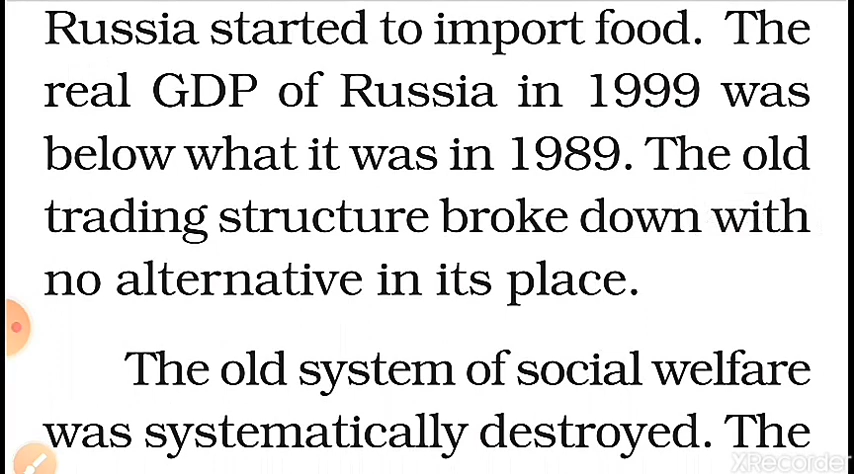 Russia started to import food. The
real GDP of Russia in 1999 was
below what it was in 1989. The old
trading structure broke down with
no alternative in its place.
The old system of social welfare
was systematically destroyed. The
XRecorder